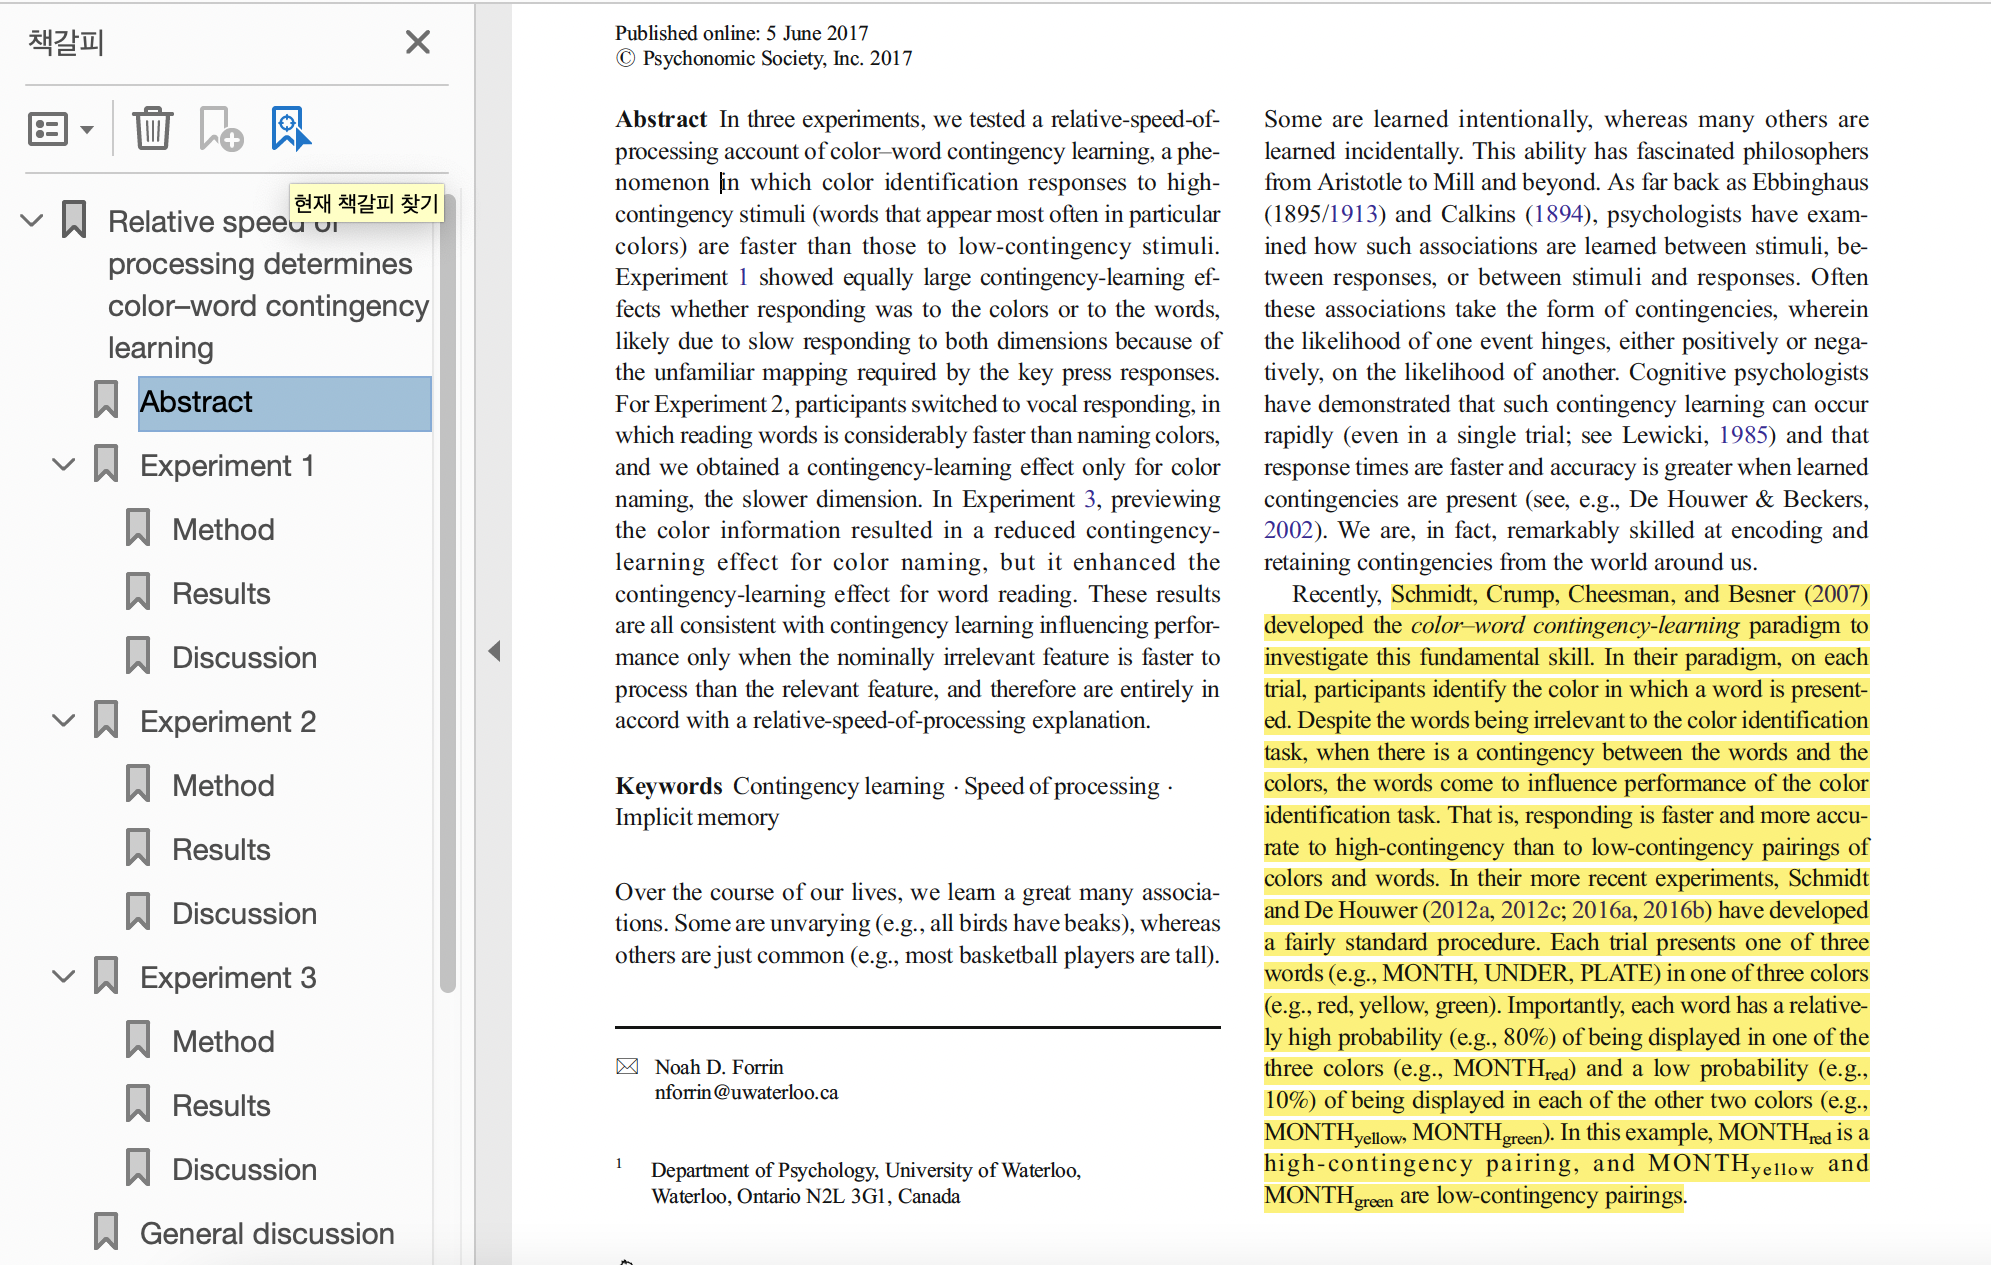 책갈피
현재 책갈피 찾기
Relative speed of
processing determines
color–word contingency
learning
Abstract
Experiment 1
Method
Results
Discussion
Experiment 2
Method
Results
Discussion
Experiment 3
Method
Results
Discussion
General discussion
Published online: 5 June 2017
© Psychonomic Society, Inc. 2017
Abstract In three experiments, we tested a relative-speed-of-
processing account of color–word contingency learning, a phe-
nomenon in which color identification responses to high-
contingency stimuli (words that appear most often in particular
colors) are faster than those to low-contingency stimuli.
Experiment 1 showed equally large contingency-learning ef-
fects whether responding was to the colors or to the words,
likely due to slow responding to both dimensions because of
the unfamiliar mapping required by the key press responses.
For Experiment 2, participants switched to vocal responding, in
which reading words is considerably faster than naming colors,
and we obtained a contingency-learning effect only for color
naming, the slower dimension. In Experiment 3, previewing
the color information resulted in a reduced contingency-
learning effect for color naming, but it enhanced the
contingency-learning effect for word reading. These results
are all consistent with contingency learning influencing perfor-
mance only when the nominally irrelevant feature is faster to
process than the relevant feature, and therefore are entirely in
accord with a relative-speed-of-processing explanation.
Keywords Contingency learning · Speed of processing ·
Implicit memory
Over the course of our lives, we learn a great many associa-
tions. Some are unvarying (e.g., all birds have beaks), whereas
others are just common (e.g., most basketball players are tall).
Noah D. Forrin
nforrin@uwaterloo.ca
1 Department of Psychology, University of Waterloo,
Waterloo, Ontario N2L 3G1, Canada
Some are learned intentionally, whereas many others are
learned incidentally. This ability has fascinated philosophers
from Aristotle to Mill and beyond. As far back as Ebbinghaus
(1895/1913) and Calkins (1894), psychologists have exam-
ined how such associations are learned between stimuli, be-
tween responses, or between stimuli and responses. Often
these associations take the form of contingencies, wherein
the likelihood of one event hinges, either positively or nega-
tively, on the likelihood of another. Cognitive psychologists
have demonstrated that such contingency learning can occur
rapidly (even in a single trial; see Lewicki, 1985) and that
response times are faster and accuracy is greater when learned
contingencies are present (see, e.g., De Houwer & Beckers,
2002). We are, in fact, remarkably skilled at encoding and
retaining contingencies from the world around us.
Recently, Schmidt, Crump, Cheesman, and Besner (2007)
developed the color–word contingency-learning paradigm to
investigate this fundamental skill. In their paradigm, on each
trial, participants identify the color in which a word is present-
ed. Despite the words being irrelevant to the color identification
task, when there is a contingency between the words and the
colors, the words come to influence performance of the color
identification task. That is, responding is faster and more accu-
rate to high-contingency than to low-contingency pairings of
colors and words. In their more recent experiments, Schmidt
and De Houwer (2012a, 2012c; 2016a, 2016b) have developed
a fairly standard procedure. Each trial presents one of three
words (e.g., MONTH, UNDER, PLATE) in one of three colors
(e.g., red, yellow, green). Importantly, each word has a relative-
ly high probability (e.g., 80%) of being displayed in one of the
three colors (e.g., MONTHred) and a low probability (e.g.,
10%) of being displayed in each of the other two colors (e.g.,
MONTHyellow, MONTHgreen). In this example, MONTHred is a
high-contingency pairing, and MONTHyellow and
MONTHgreen are low-contingency pairings.